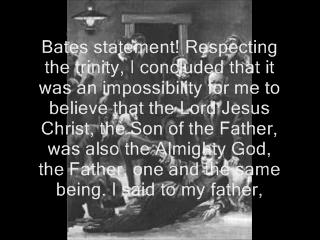 Bates statement! Respecting
the trinity, I concluded that it
was an impossibility for me to
believe that the Lord Jesus
Christ, the Son of the Father,
was also the Almighty God,
the Father, one and the same
being. I said to my father,